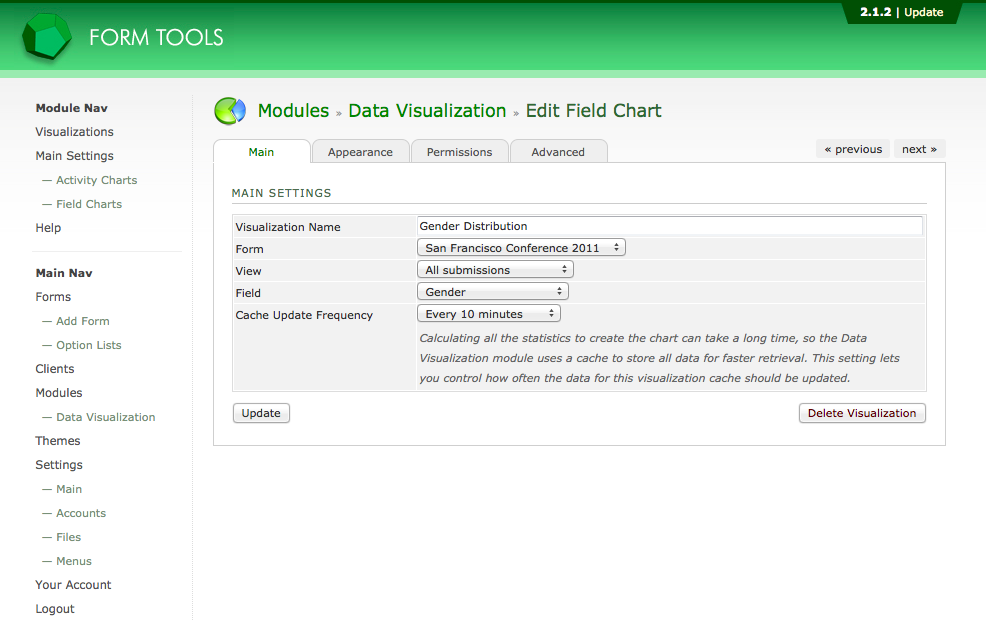 2.1.2 | Update
FORM TOOLS
Module Nav
Visualizations
Main Settings
— Activity Charts
— Field Charts
Help
Main Nav
Forms
— Add Form
— Option Lists
Clients
Modules
— Data Visualization
Themes
Settings
— Main
— Accounts
— Files
— Menus
Your Account
Logout
Modules » Data Visualization » Edit Field Chart
Main Appearance Permissions Advanced « previous next »
MAIN SETTINGS
Visualization Name Gender Distribution
Form San Francisco Conference 2011
View All submissions
Field Gender
Cache Update Frequency Every 10 minutes
Calculating all the statistics to create the chart can take a long time, so the Data
Visualization module uses a cache to store all data for faster retrieval. This setting lets
you control how often the data for this visualization cache should be updated.
Update Delete Visualization